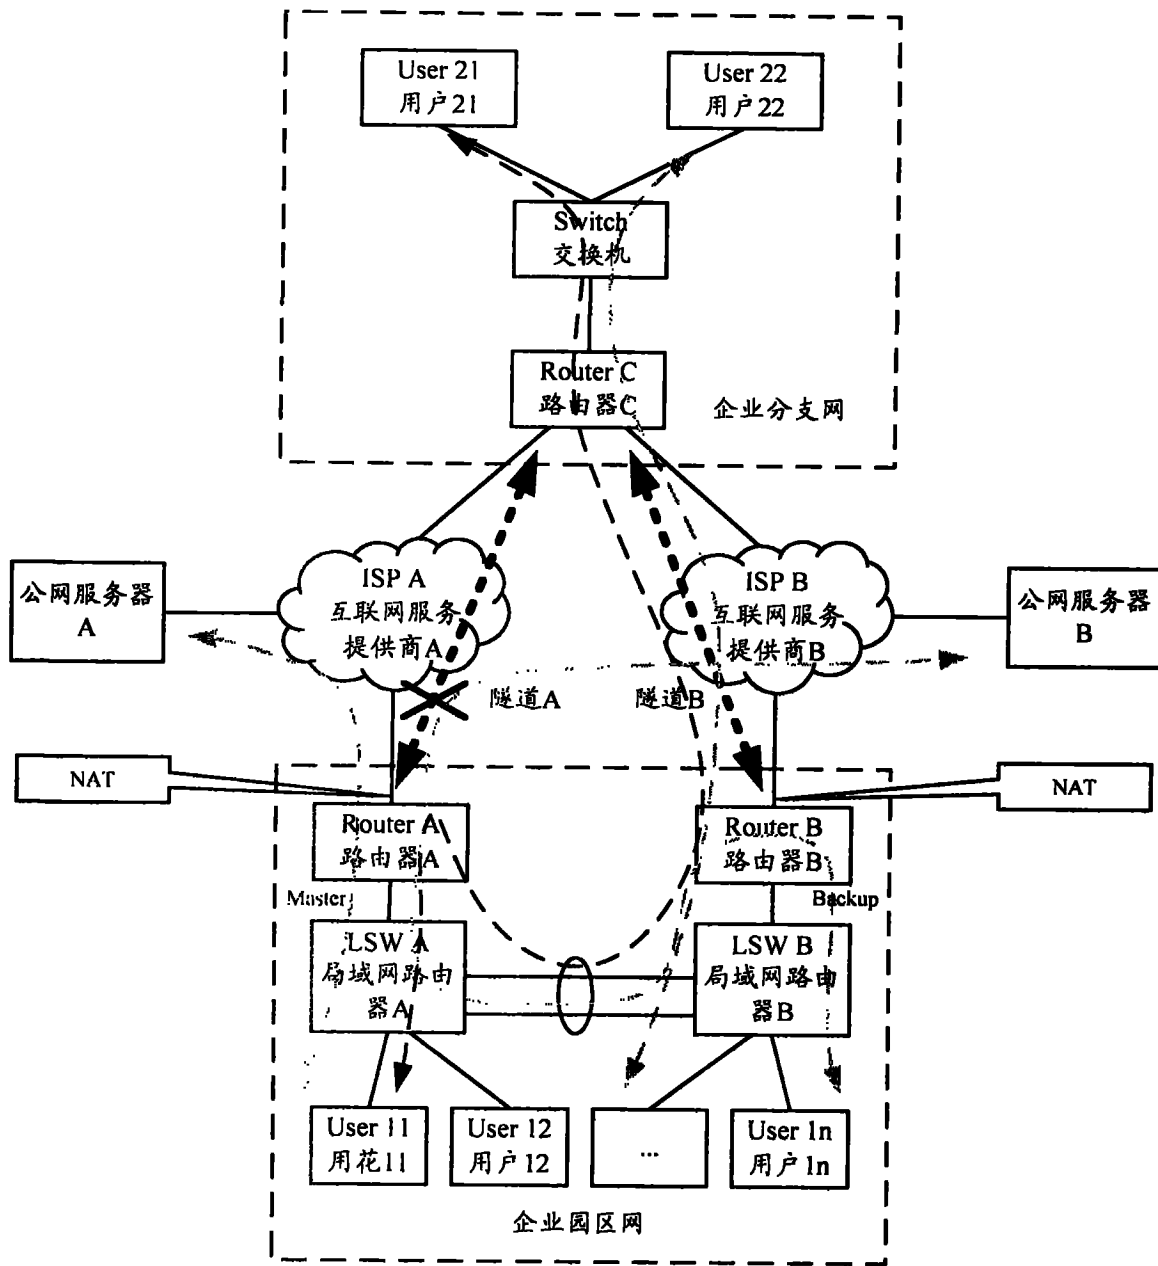 User 21
用户21
User 22
用户22
Switch
交换机
Router C
路由器C
企业分支网
公网服务器
A
ISP A
互联网服务
提供商A
ISP B
互联网服务
提供商B
公网服务器
B
隧道A
隧道B
NAT
NAT
Router A
路由器A
Router B
路由器B
Master
Backup
LSW A
局域网路由
器A
LSW B
局域网路由
器B
User 11
用花11
User 12
用户12
...
User 1n
用户1n
企业园区网